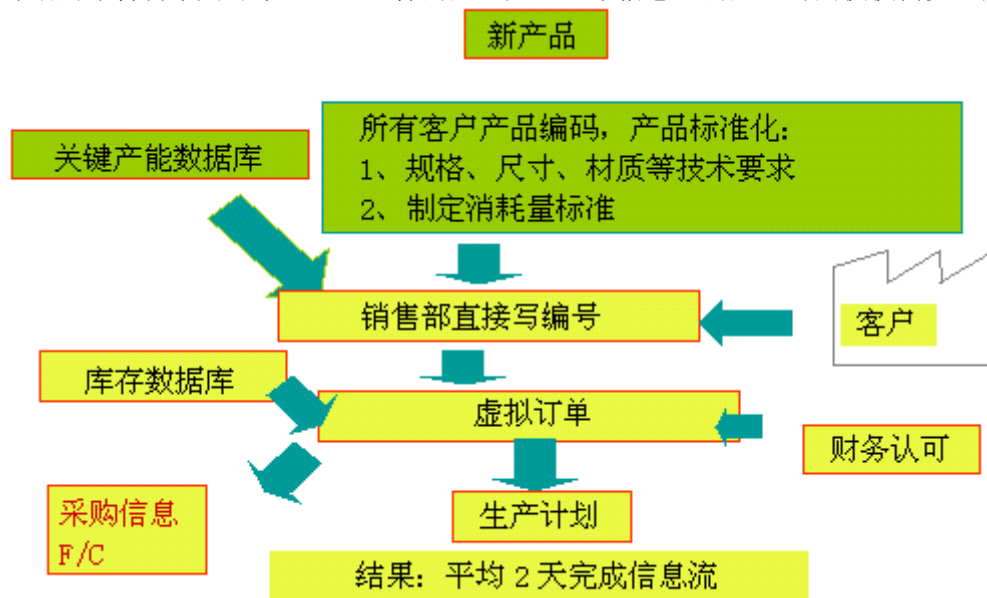 新产品
所有客户产品编码，产品标准化：
1、规格、尺寸、材质等技术要求
2、制定消耗量标准
关键产能数据库
销售部直接写编号
客户
库存数据库
虚拟订单
财务认可
采购信息
F/C
生产计划
结果：平均2天完成信息流